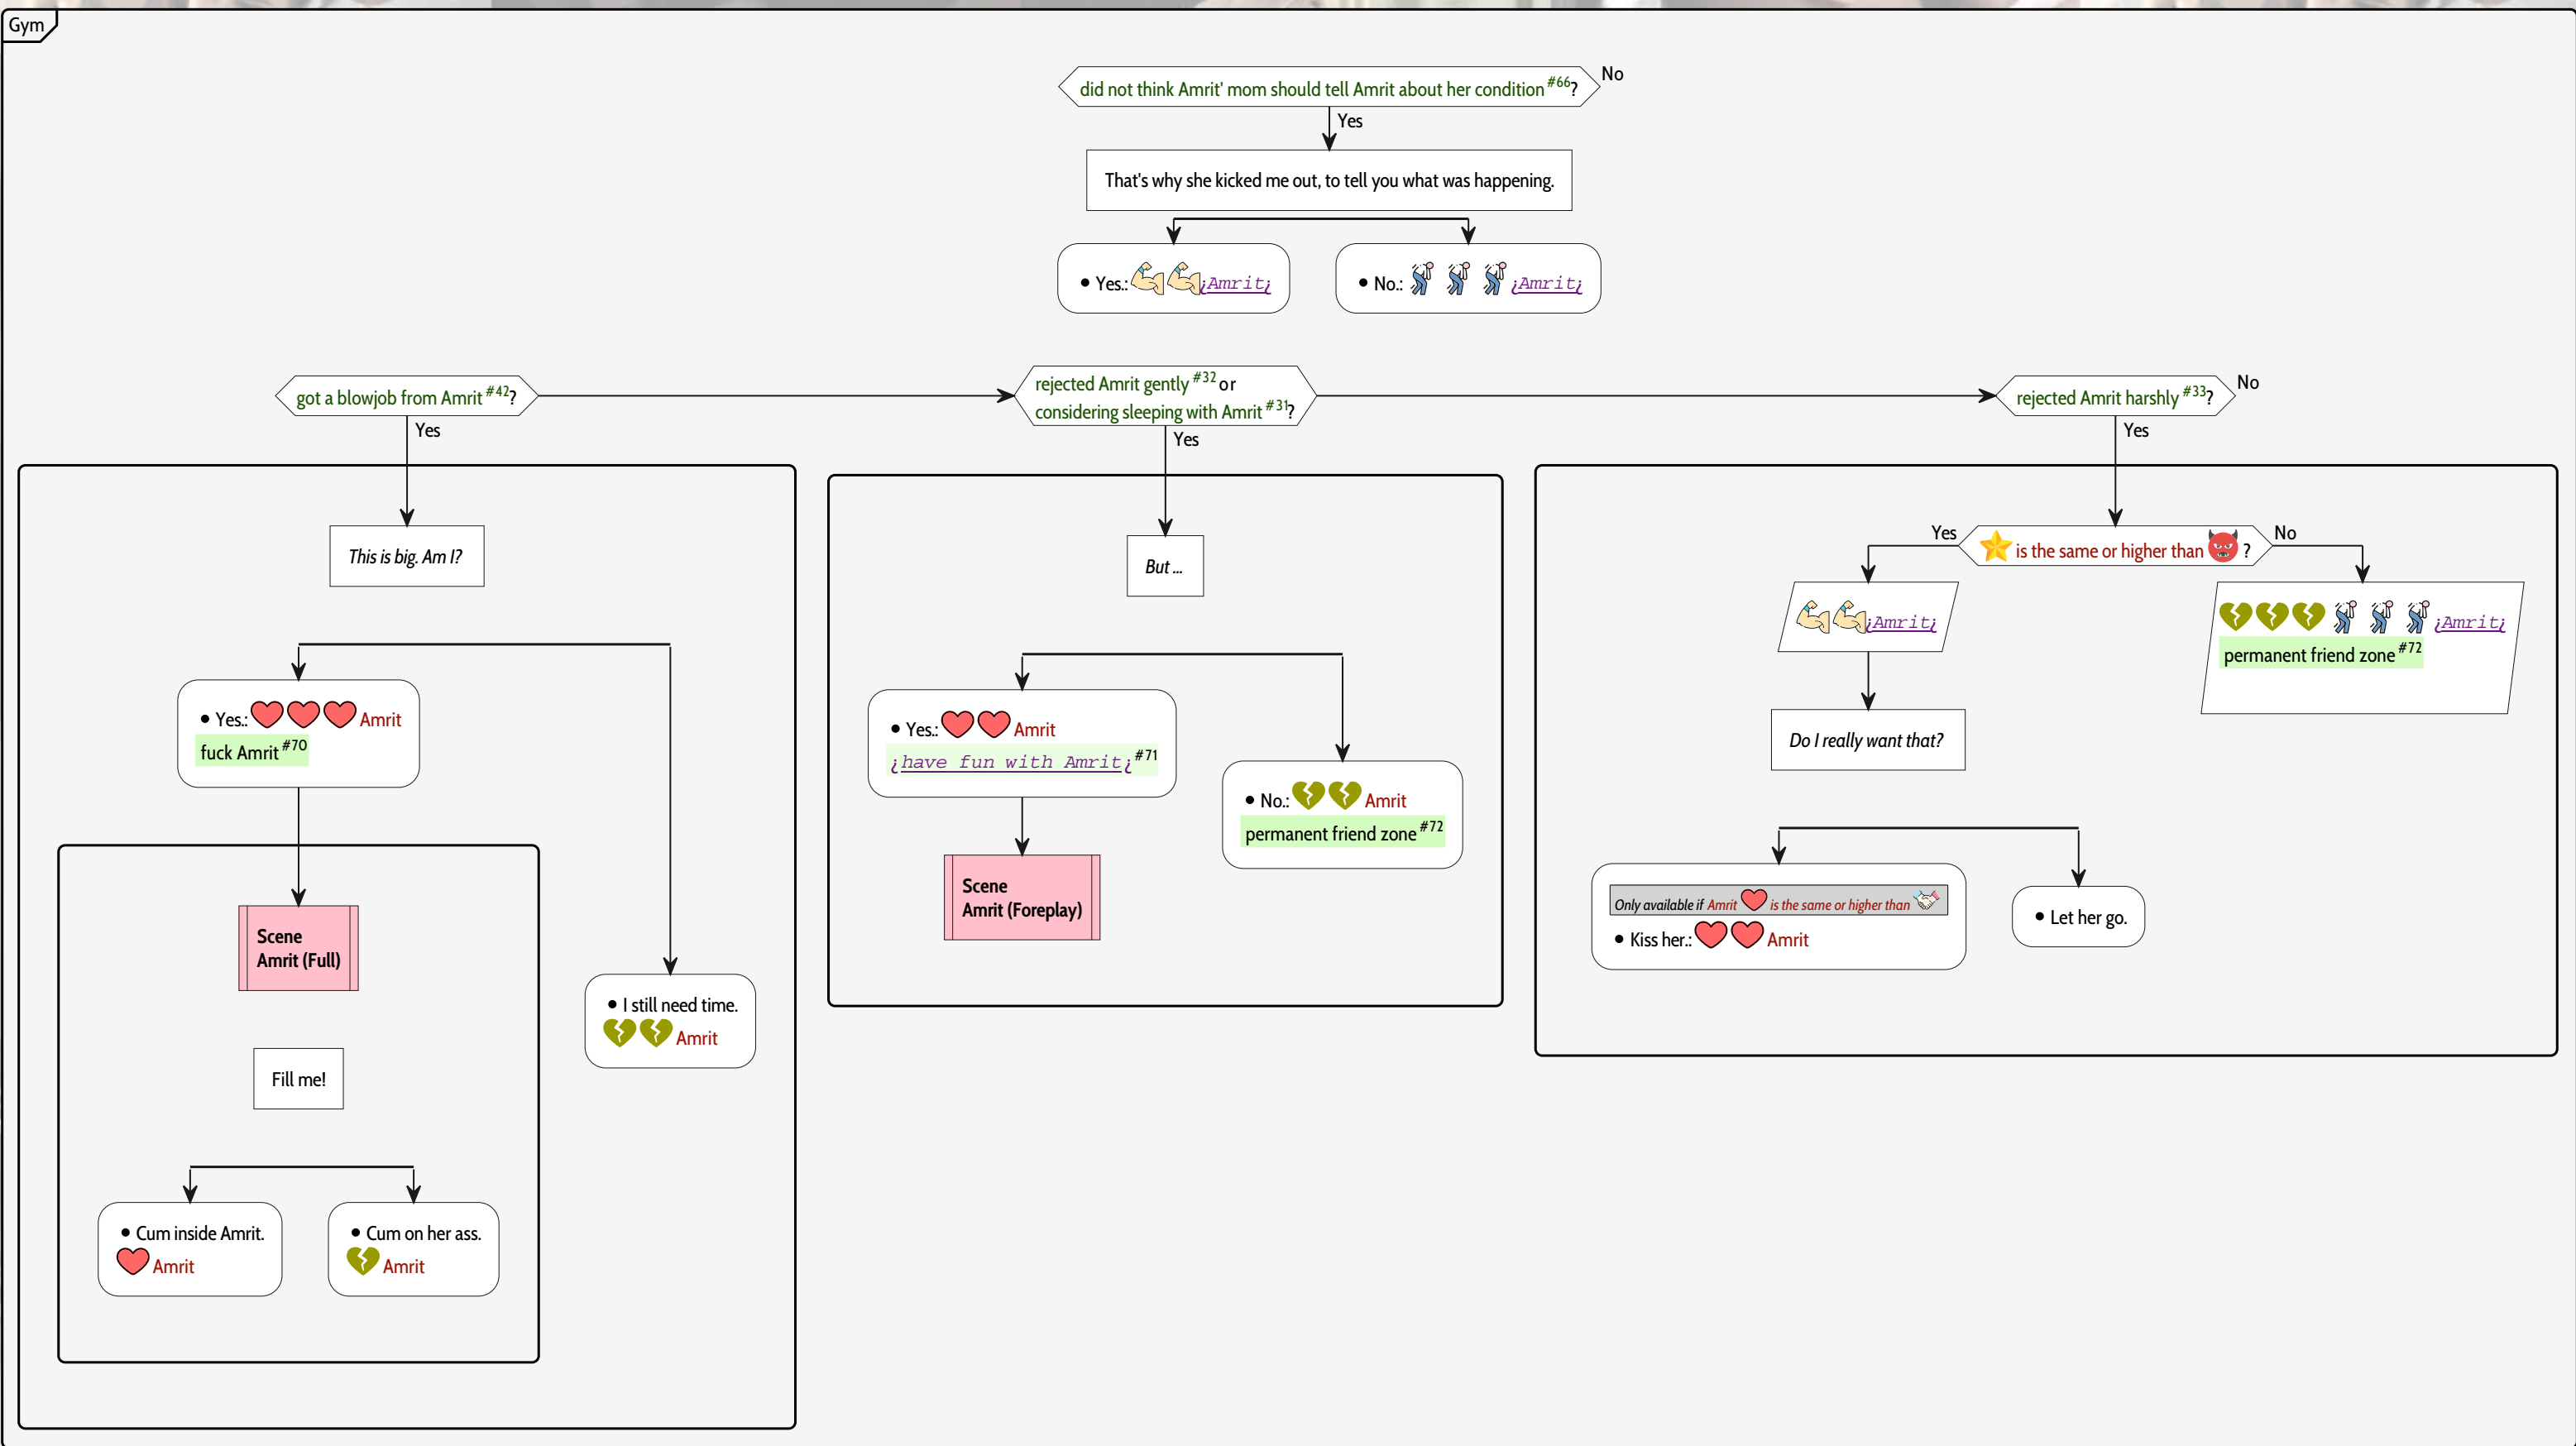 Gym
did not think Amrit' mom should tell Amrit about her condition #66?
No
Yes
That's why she kicked me out, to tell you what was happening.
• Yes.: ¿Amrit¿
• No.: ¿Amrit¿
got a blowjob from Amrit #42?
Yes
rejected Amrit gently #32 or
considering sleeping with Amrit #31?
Yes
rejected Amrit harshly #33?
No
Yes
This is big. Am I?
• Yes.: Amrit
fuck Amrit #70
Scene
Amrit (Full)
Fill me!
• Cum inside Amrit.
Amrit
• Cum on her ass.
Amrit
• I still need time.
Amrit
But ...
• Yes.: Amrit
¿have fun with Amrit¿ #71
Scene
Amrit (Foreplay)
• No.: Amrit
permanent friend zone #72
Yes
is the same or higher than ?
No
¿Amrit¿
¿Amrit¿
permanent friend zone #72
Do I really want that?
Only available if Amrit is the same or higher than
• Kiss her.: Amrit
• Let her go.